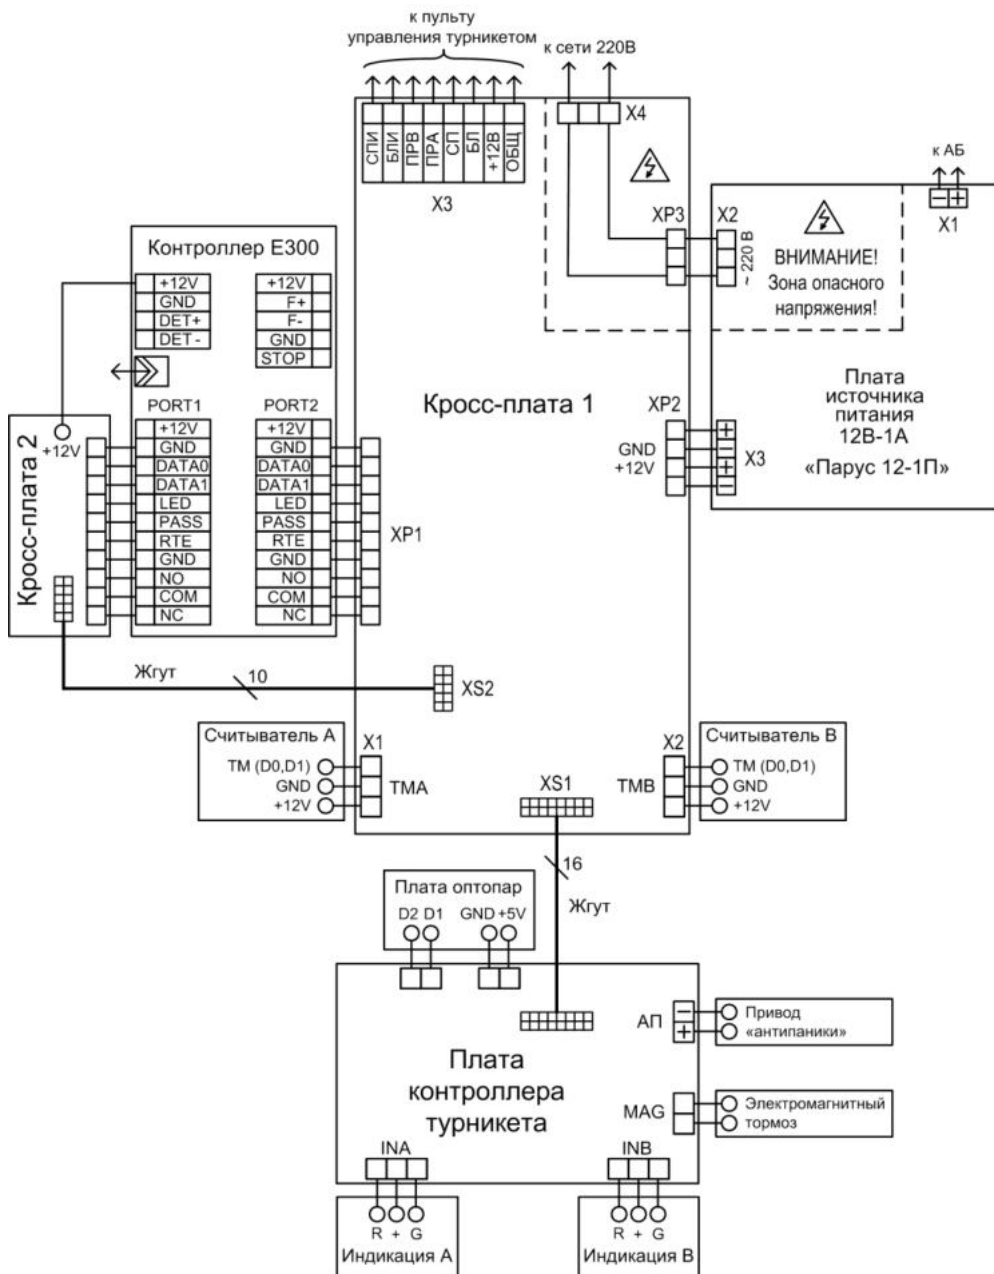 к пульту
управления турникетом
к сети 220В
X4
СПИ
БЛИ
ПРВ
ПРА
СП
БЛ
+12В
ОБЩ
X3
к АБ
− +
X1
XP3
X2
~ 220 В
ВНИМАНИЕ!
Зона опасного
напряжения!
Контроллер Е300
+12V
GND
DET+
DET -
+12V
F+
F-
GND
STOP
Кросс-плата 1
Плата
источника
питания
12В-1А
«Парус 12-1П»
XP2
GND
+12V
+
−
+
−
X3
Кросс-плата 2
+12V
PORT1
+12V
GND
DATA0
DATA1
LED
PASS
RTE
GND
NO
COM
NC
PORT2
+12V
GND
DATA0
DATA1
LED
PASS
RTE
GND
NO
COM
NC
XP1
Жгут
10
XS2
Считыватель А
TM (D0,D1)
GND
+12V
X1
TMA
XS1
X2
TMB
Считыватель В
TM (D0,D1)
GND
+12V
16
Жгут
Плата оптопар
D2 D1 GND +5V
Плата
контроллера
турникета
АП
−
+
Привод
«антипаники»
MAG
Электромагнитный
тормоз
INA
INB
R + G
Индикация А
R + G
Индикация В